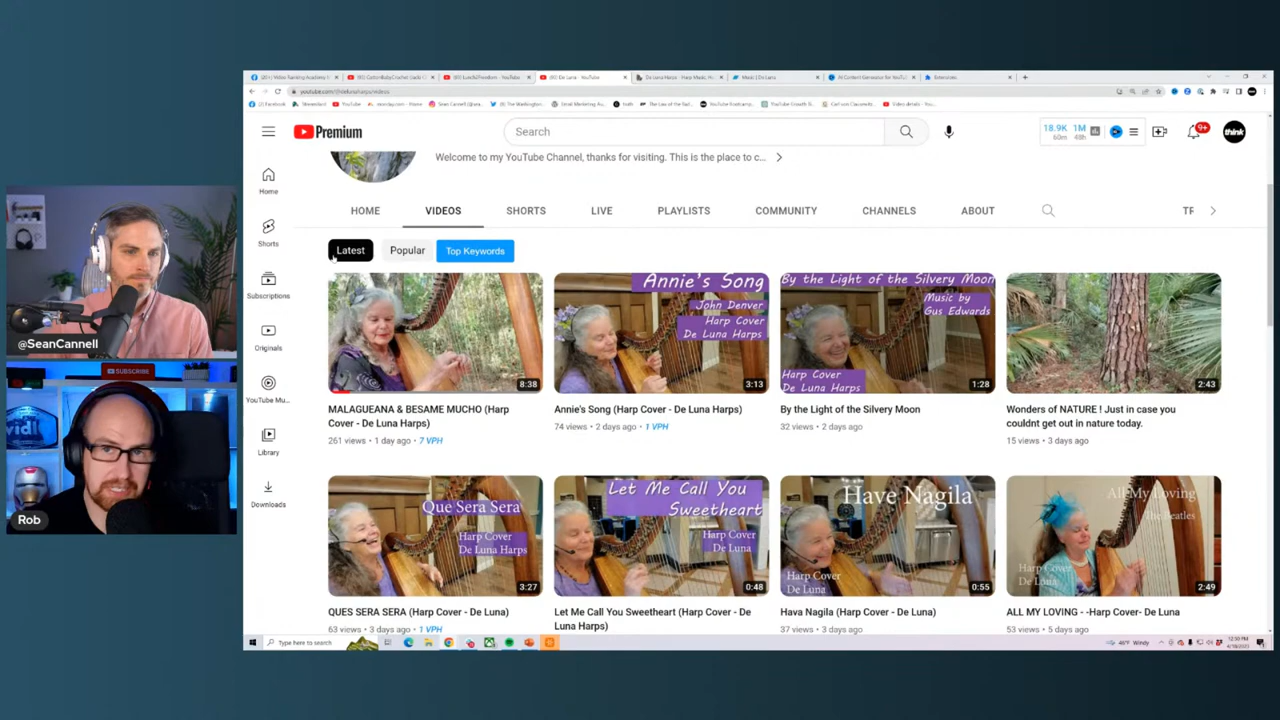 Premium
Search
18.9K 1M
60m 48h
9+
think
Welcome to my YouTube Channel, thanks for visiting. This is the place to c...
HOME VIDEOS SHORTS LIVE PLAYLISTS COMMUNITY CHANNELS ABOUT
Home
Shorts
Subscriptions
Originals
YouTube Mu...
Library
Downloads
Latest Popular Top Keywords
8:38
MALAGUEANA & BESAME MUCHO (Harp
Cover - De Luna Harps)
261 views • 1 day ago • 7 VPH
Annie's Song
John Denver
Harp Cover
De Luna Harps
3:13
Annie's Song (Harp Cover - De Luna Harps)
74 views • 2 days ago • 1 VPH
By the Light of the Silvery Moon
Music by
Gus Edwards
Harp Cover
De Luna Harps
1:28
By the Light of the Silvery Moon
32 views • 2 days ago
2:43
Wonders of NATURE ! Just in case you
couldnt get out in nature today.
15 views • 3 days ago
Que Sera Sera
Harp Cover
De Luna Harps
3:27
QUES SERA SERA (Harp Cover - De Luna)
63 views • 3 days ago • 1 VPH
Let Me Call You
Sweetheart
Harp Cover
De Luna
0:48
Let Me Call You Sweetheart (Harp Cover - De
Luna Harps)
Have Nagila
Harp Cover
De Luna
0:55
Hava Nagila (Harp Cover - De Luna)
37 views • 3 days ago
All My Loving
The Beatles
Harp Cover
De Luna
2:49
ALL MY LOVING - -Harp Cover- De Luna
53 views • 5 days ago
Type here to search
@SeanCannell
SUBSCRIBE
Rob